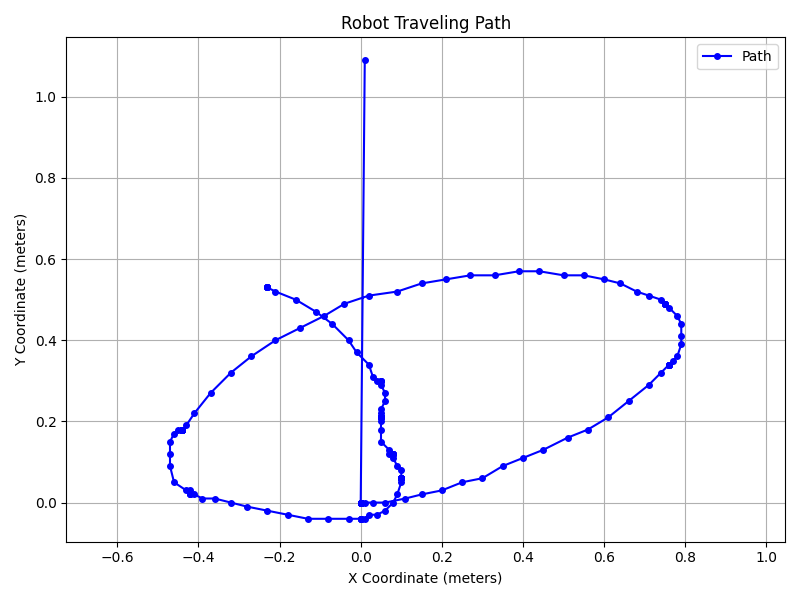 Robot Traveling Path
Path
1.0
0.8
0.6
0.4
0.2
0.0
Y Coordinate (meters)
−0.6 −0.4 −0.2 0.0 0.2 0.4 0.6 0.8 1.0
X Coordinate (meters)